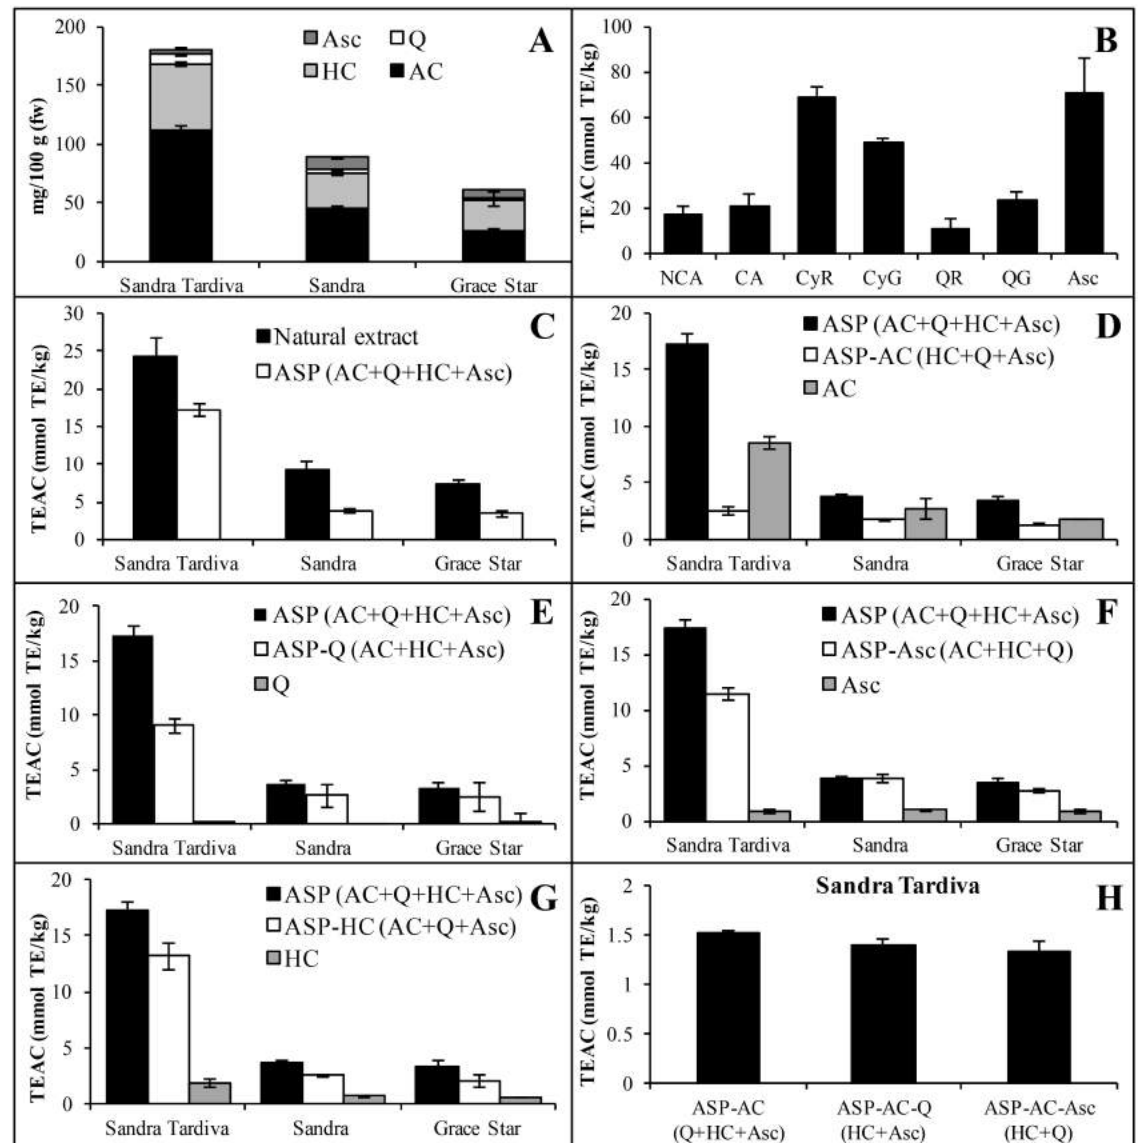 A
200
150
100
50
0
mg/100 g (fw)
Asc Q
HC AC
Sandra Tardiva Sandra Grace Star
B
100
80
60
40
20
0
TEAC (mmol TE/kg)
NCA CA CyR CyG QR QG Asc
C
30
25
20
15
10
5
0
TEAC (mmol TE/kg)
Natural extract
ASP (AC+Q+HC+Asc)
Sandra Tardiva Sandra Grace Star
D
20
15
10
5
0
TEAC (mmol TE/kg)
ASP (AC+Q+HC+Asc)
ASP-AC (HC+Q+Asc)
AC
Sandra Tardiva Sandra Grace Star
E
20
15
10
5
0
TEAC (mmol TE/kg)
ASP (AC+Q+HC+Asc)
ASP-Q (AC+HC+Asc)
Q
Sandra Tardiva Sandra Grace Star
F
20
15
10
5
0
TEAC (mmol TE/kg)
ASP (AC+Q+HC+Asc)
ASP-Asc (AC+HC+Q)
Asc
Sandra Tardiva Sandra Grace Star
G
20
15
10
5
0
TEAC (mmol TE/kg)
ASP (AC+Q+HC+Asc)
ASP-HC (AC+Q+Asc)
HC
Sandra Tardiva Sandra Grace Star
Sandra Tardiva
H
2
1.5
1
0.5
0
TEAC (mmol TE/kg)
ASP-AC ASP-AC-Q ASP-AC-Asc
(Q+HC+Asc) (HC+Asc) (HC+Q)